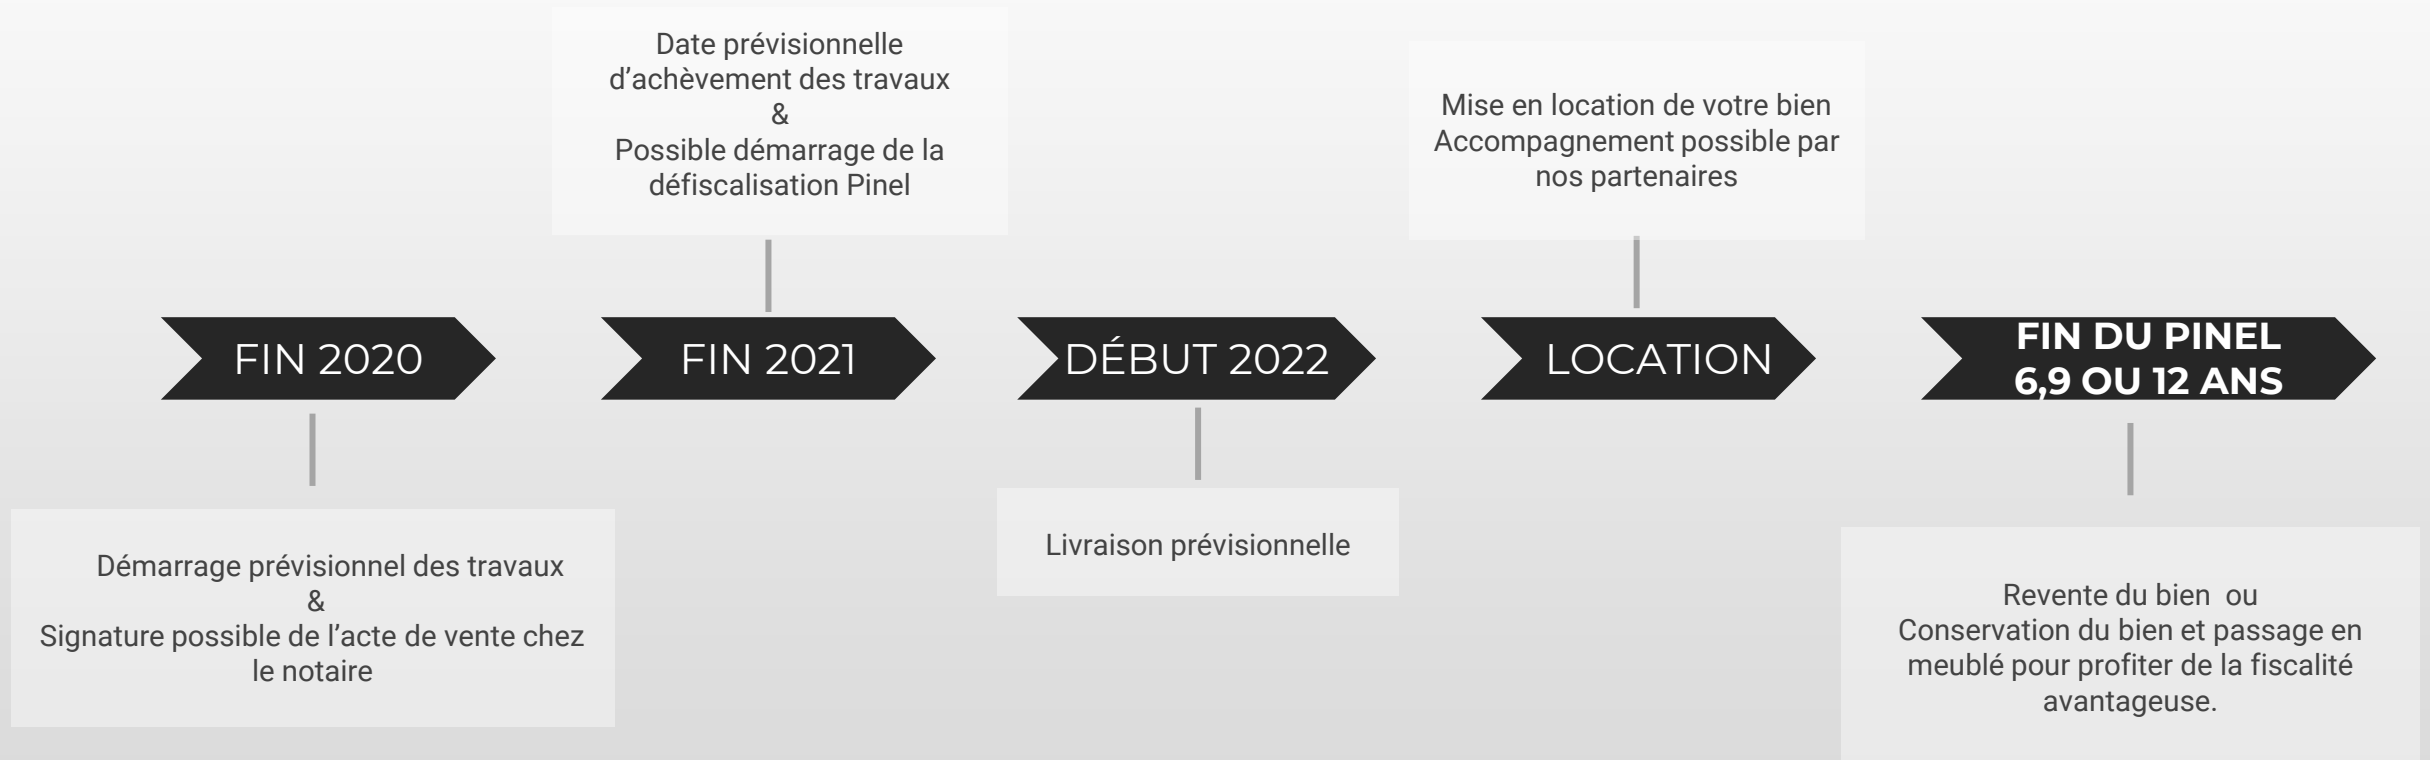 Date prévisionnelle
d’achèvement des travaux
&
Possible démarrage de la
défiscalisation Pinel
Mise en location de votre bien
Accompagnement possible par
nos partenaires
FIN 2020
FIN 2021
DÉBUT 2022
LOCATION
FIN DU PINEL
6,9 OU 12 ANS
Démarrage prévisionnel des travaux
&
Signature possible de l’acte de vente chez
le notaire
Livraison prévisionnelle
Revente du bien  ou
Conservation du bien et passage en
meublé pour profiter de la fiscalité
avantageuse.